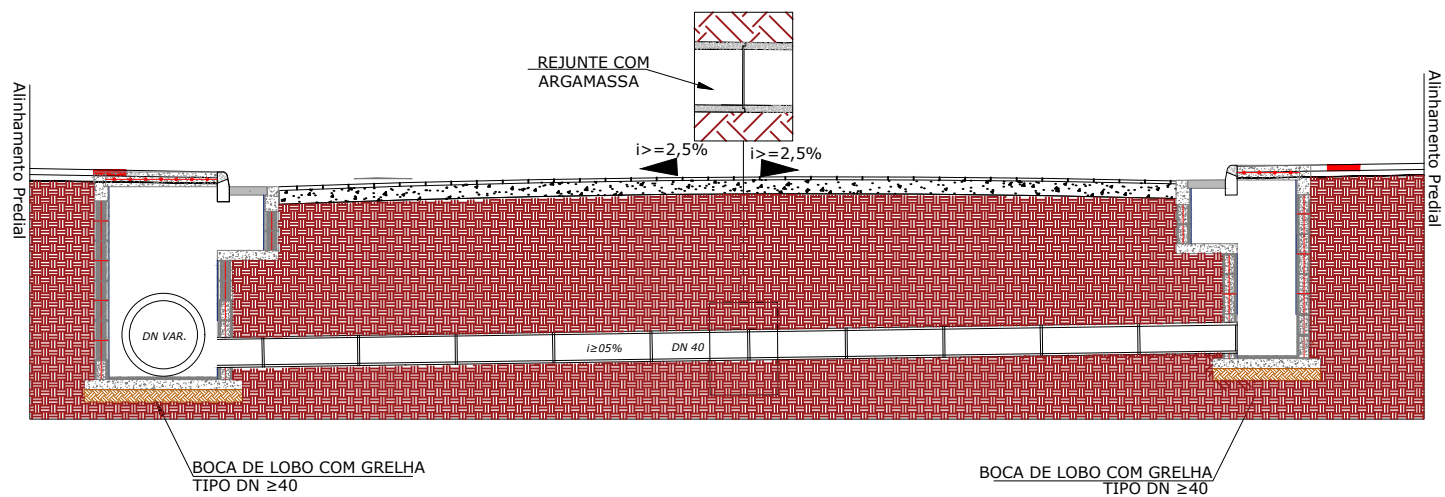 REJUNTE COM
ARGAMASSA
i>=2,5%
i>=2,5%
Alinhamento Predial
Alinhamento Predial
DN VAR.
i≥05%
DN 40
BOCA DE LOBO COM GRELHA
TIPO DN ≥40
BOCA DE LOBO COM GRELHA
TIPO DN ≥40